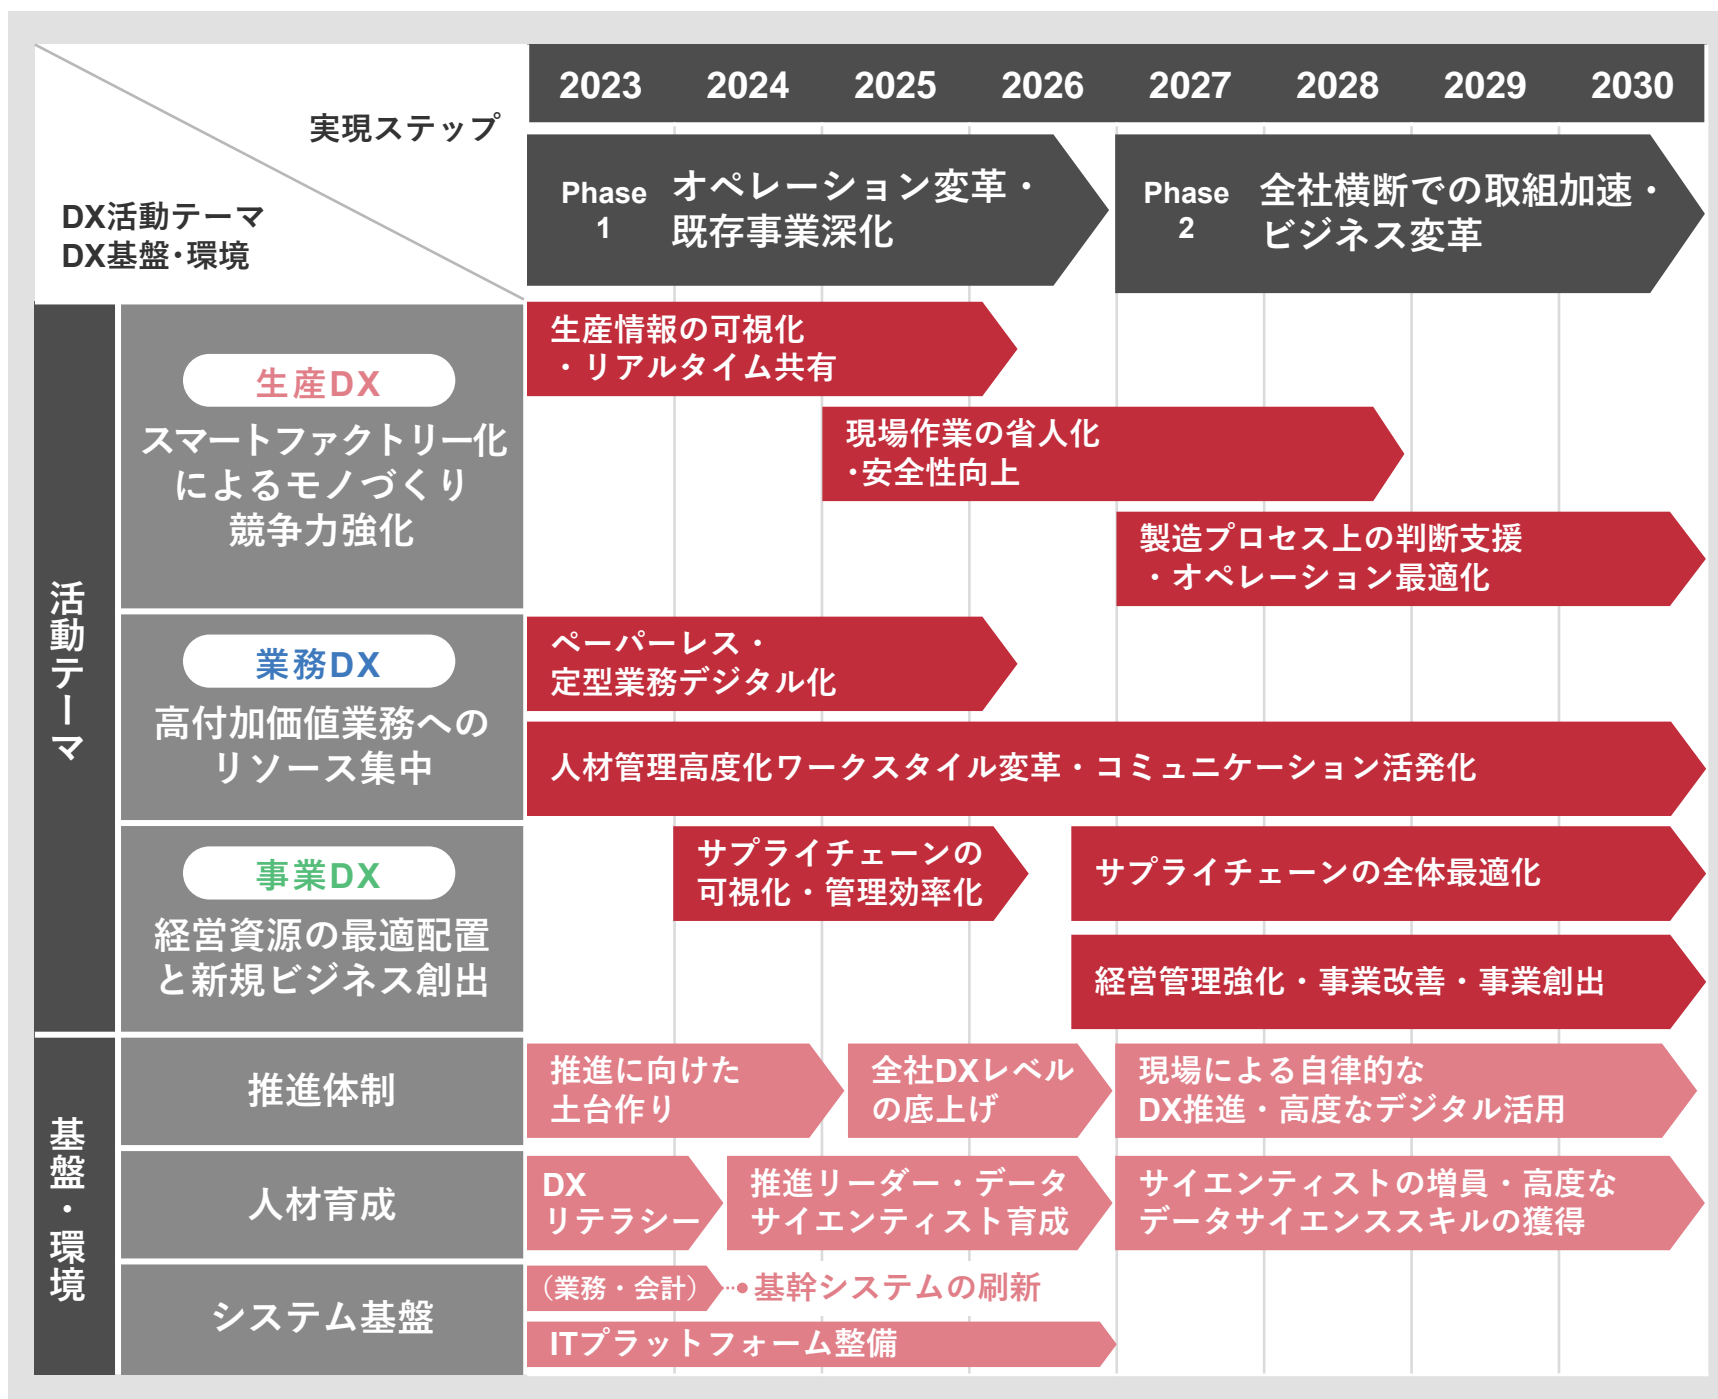 実現ステップ
DX活動テーマ
DX基盤・環境
2023 2024 2025 2026 2027 2028 2029 2030
Phase 1
オペレーション変革・
既存事業深化
Phase 2
全社横断での取組加速・
ビジネス変革
活動テーマ
生産DX
スマートファクトリー化
によるモノづくり
競争力強化
生産情報の可視化
・リアルタイム共有
現場作業の省人化
・安全性向上
製造プロセス上の判断支援
・オペレーション最適化
業務DX
高付加価値業務への
リソース集中
ペーパーレス・
定型業務デジタル化
人材管理高度化ワークスタイル変革・コミュニケーション活発化
事業DX
経営資源の最適配置
と新規ビジネス創出
サプライチェーンの
可視化・管理効率化
サプライチェーンの全体最適化
経営管理強化・事業改善・事業創出
基盤・環境
推進体制
推進に向けた
土台作り
全社DXレベル
の底上げ
現場による自律的な
DX推進・高度なデジタル活用
人材育成
DX
リテラシー
推進リーダー・データ
サイエンティスト育成
サイエンティストの増員・高度な
データサイエンススキルの獲得
システム基盤
（業務・会計）
基幹システムの刷新
ITプラットフォーム整備